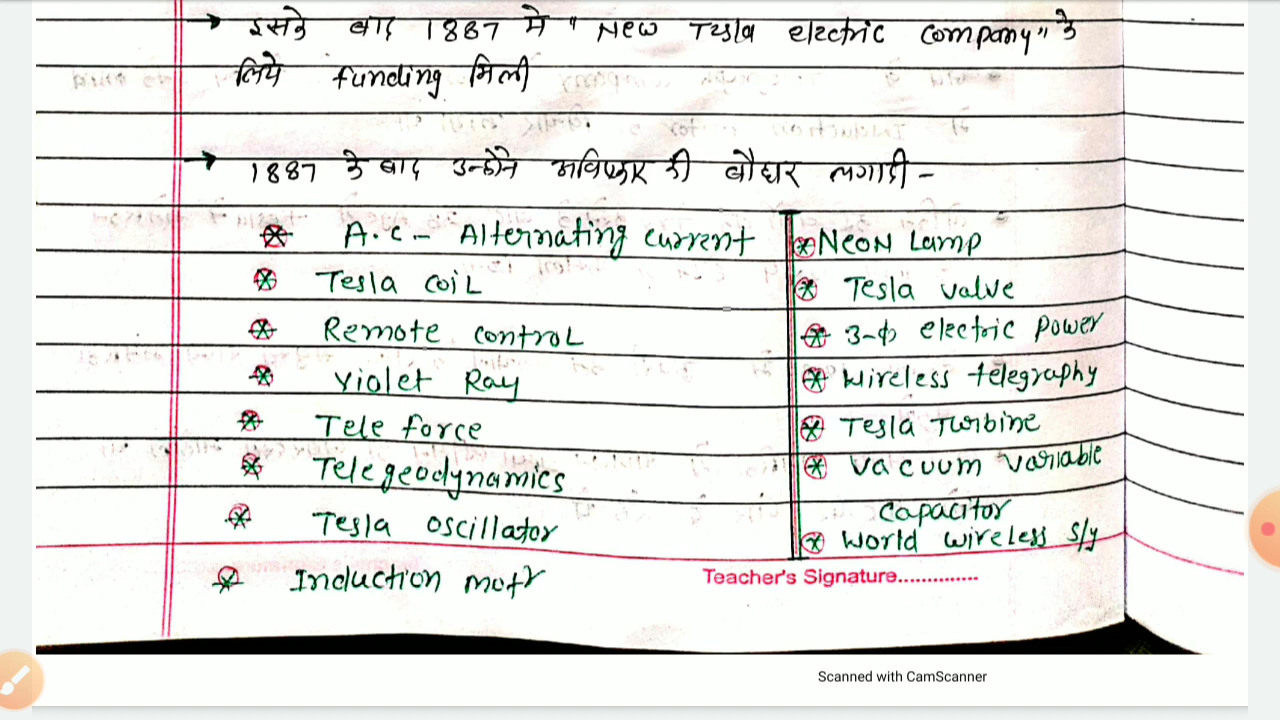 → इसके बाद 1887 मे "New Tesla electric company" के
लिये funding मिली
→ 1887 के बाद उन्होने अविष्कार की बौछार लगादी -
A.C - Alternating current
Tesla coil
Remote control
Violet Ray
Tele force
Telegeodynamics
Tesla oscillator
Induction motr
Neon Lamp
Tesla valve
3-ф electric power
Wireless telegraphy
Tesla Turbine
Vacuum variable
capacitor
World wireless s/y
Teacher's Signature..............
Scanned with CamScanner